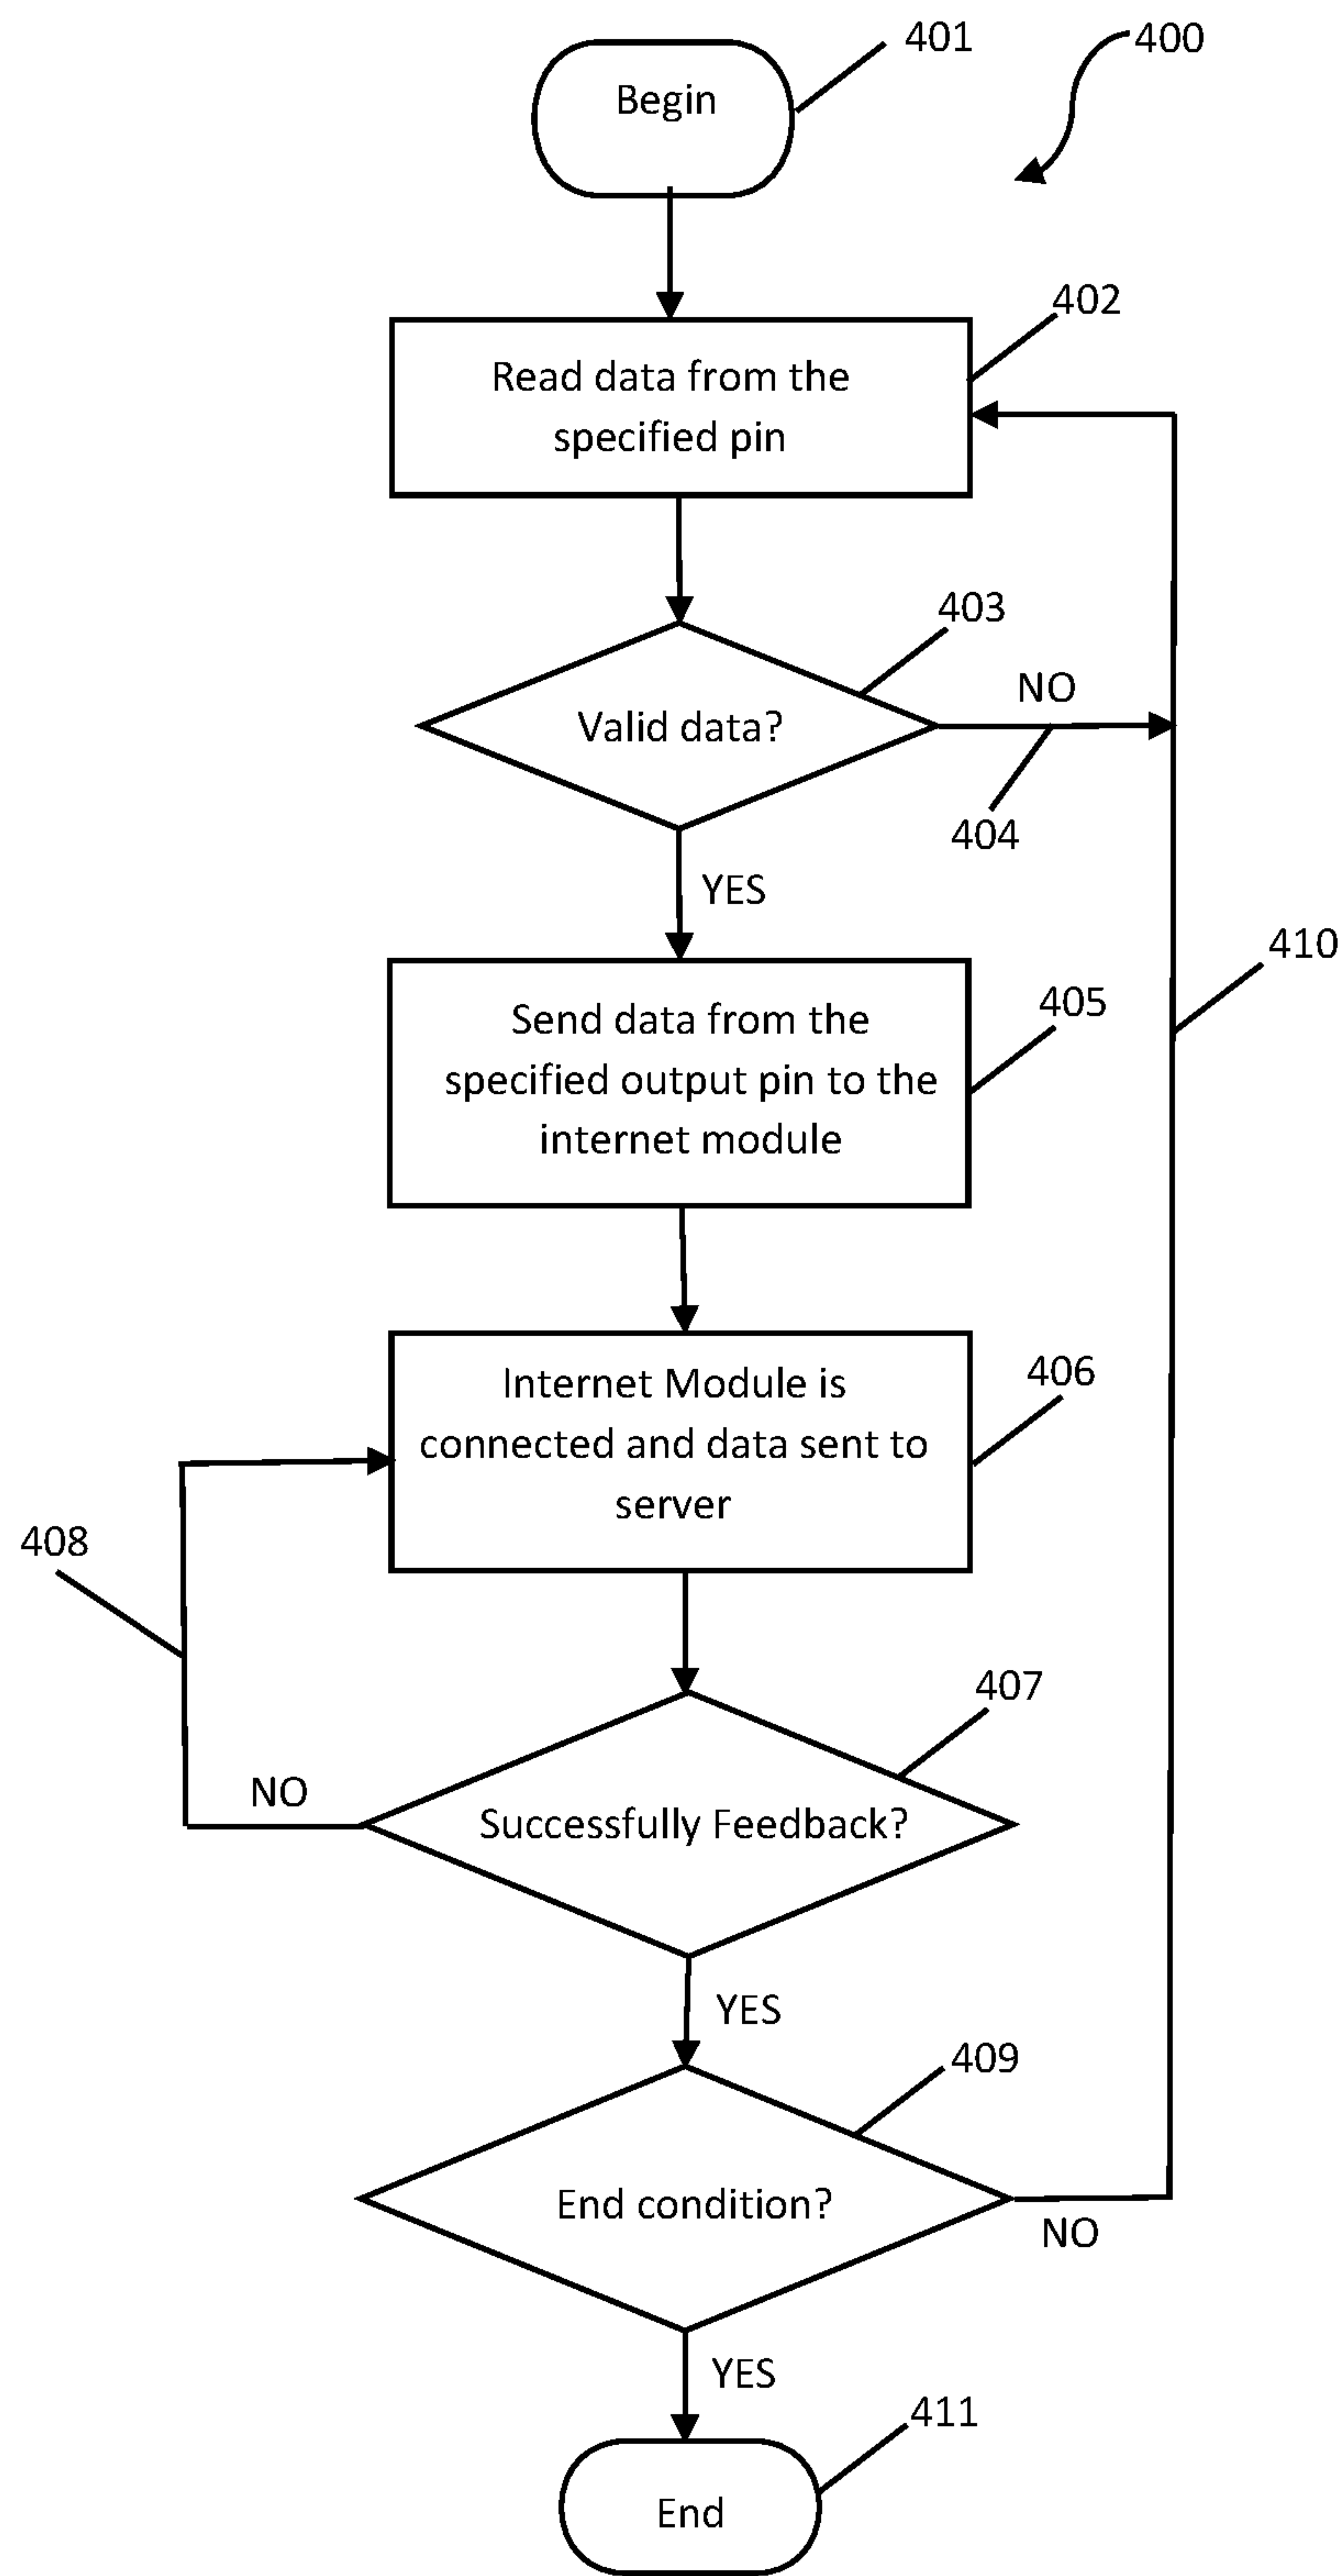 401
400
Begin
402
Read data from the
specified pin
403
NO
Valid data?
404
YES
410
405
Send data from the
specified output pin to the
internet module
406
Internet Module is
connected and data sent to
server
408
407
NO
Successfully Feedback?
YES
409
End condition?
NO
YES
411
End